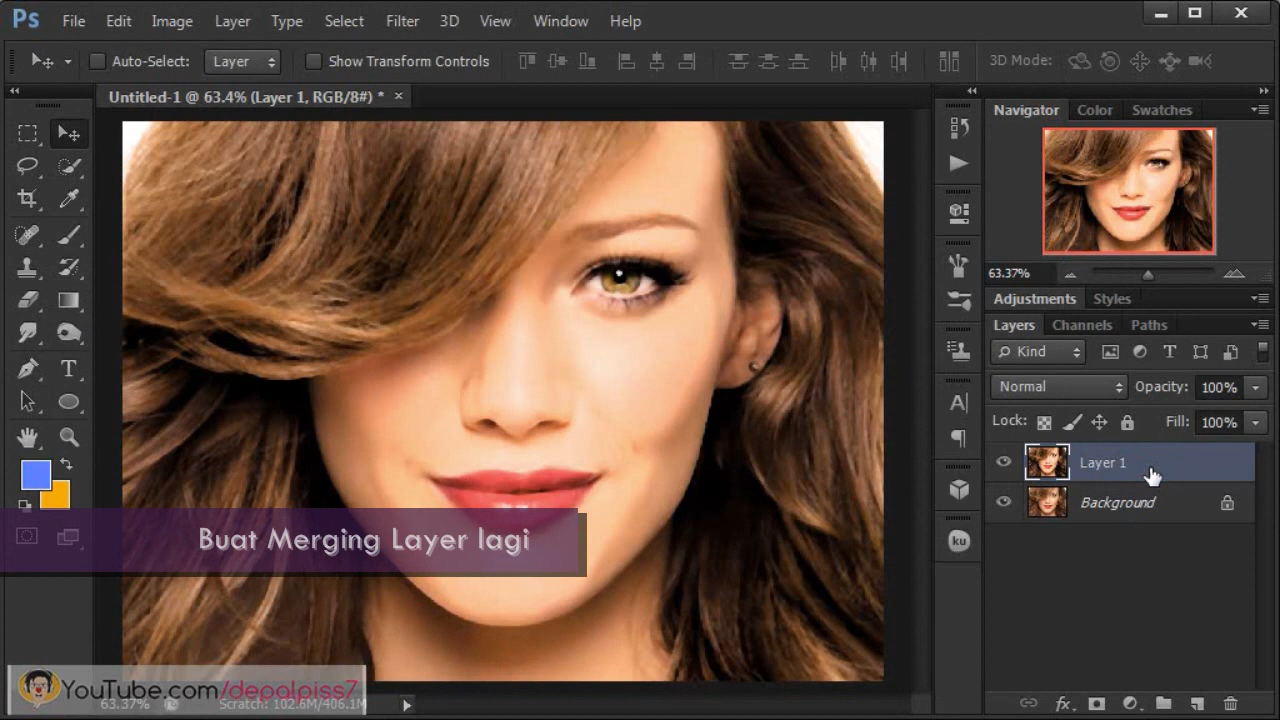 Ps File Edit Image Layer Type Select Filter 3D View Window Help
Auto-Select: Layer Show Transform Controls 3D Mode:
Untitled-1 @ 63.4% (Layer 1, RGB/8#) * ×
Navigator Color Swatches
63.37%
Adjustments Styles
Layers Channels Paths
Kind T
Normal Opacity: 100%
Lock: Fill: 100%
Layer 1
Background
T
A
ku
Buat Merging Layer lagi
YouTube.com/depalpiss7
63.37% Scratch: 102.6M/406.1M
fx